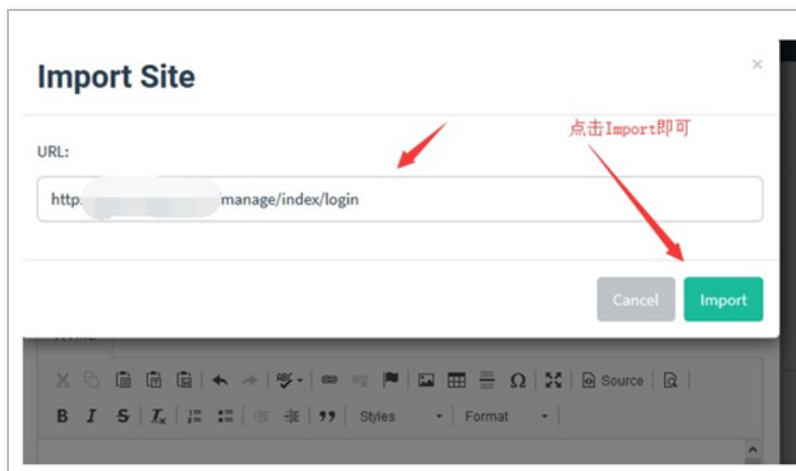 Import Site
×
点击Import即可
URL:
http:
/manage/index/login
Cancel
Import
Source
B I S Ix
Styles
Format